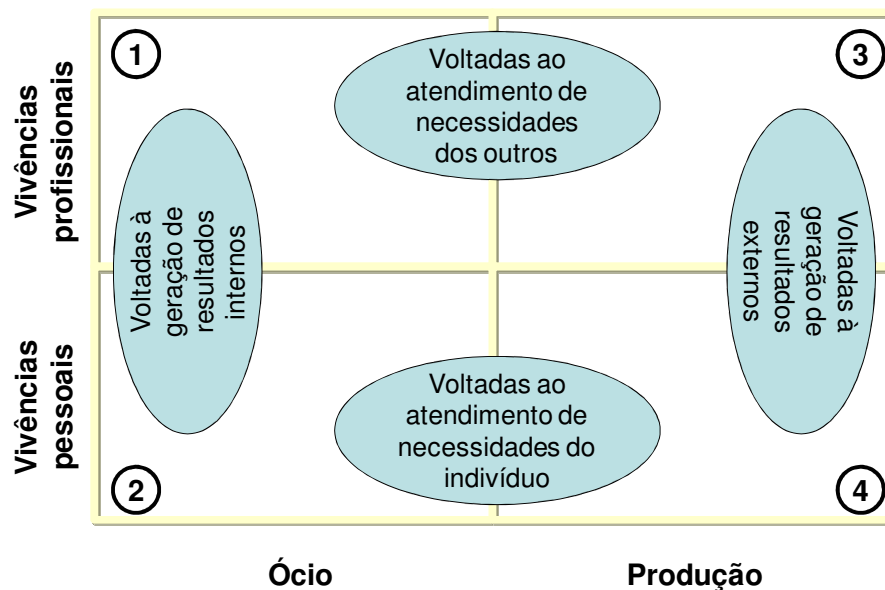 Vivências
profissionais
1
Voltadas ao
atendimento de
necessidades
dos outros
3
Voltadas à
geração de
resultados
internos
Voltadas à
geração de
resultados
externos
Vivências
pessoais
2
Voltadas ao
atendimento de
necessidades do
indivíduo
4
Ócio
Produção